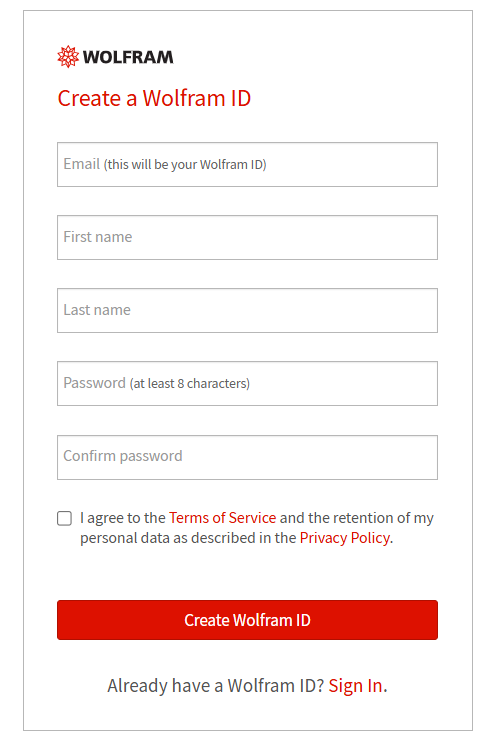 WOLFRAM
Create a Wolfram ID
Email (this will be your Wolfram ID)
First name
Last name
Password (at least 8 characters)
Confirm password
I agree to the Terms of Service and the retention of my
personal data as described in the Privacy Policy.
Create Wolfram ID
Already have a Wolfram ID? Sign In.